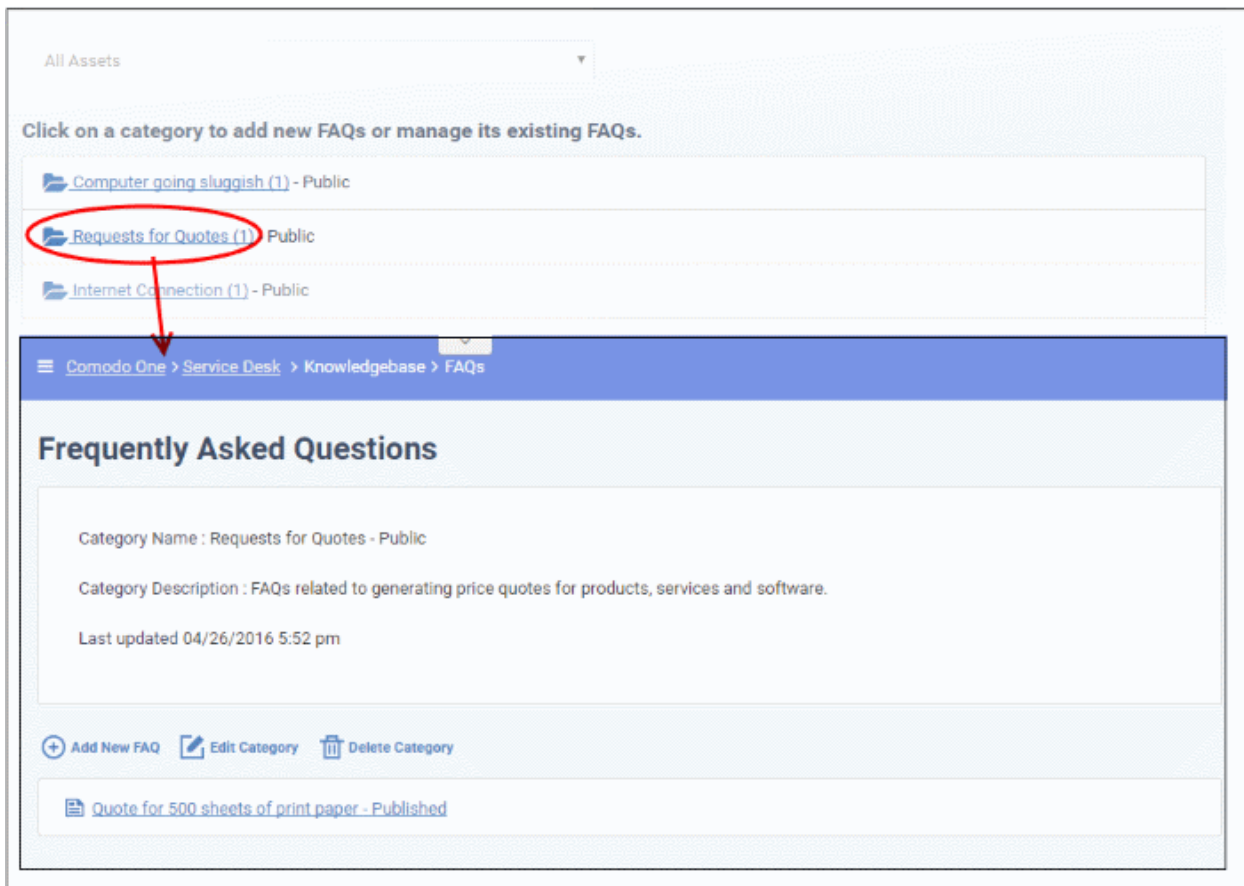 All Assets
Click on a category to add new FAQs or manage its existing FAQs.
Computer going sluggish (1) - Public
Requests for Quotes (1) - Public
Internet Connection (1) - Public
Comodo One > Service Desk > Knowledgebase > FAQs
Frequently Asked Questions
Category Name : Requests for Quotes - Public
Category Description : FAQs related to generating price quotes for products, services and software.
Last updated 04/26/2016 5:52 pm
Add New FAQ Edit Category Delete Category
Quote for 500 sheets of print paper - Published